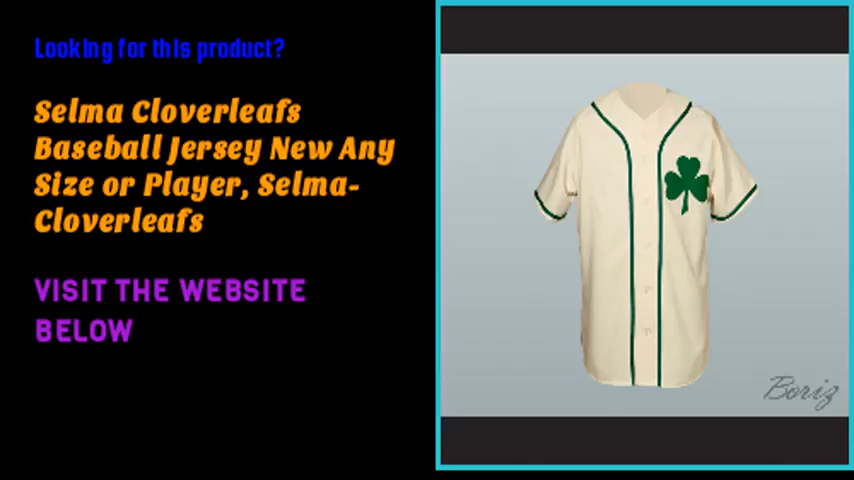 Looking for this product?
Selma Cloverleafs
Baseball Jersey New Any
Size or Player, Selma-
Cloverleafs
VISIT THE WEBSITE
BELOW
Boriz